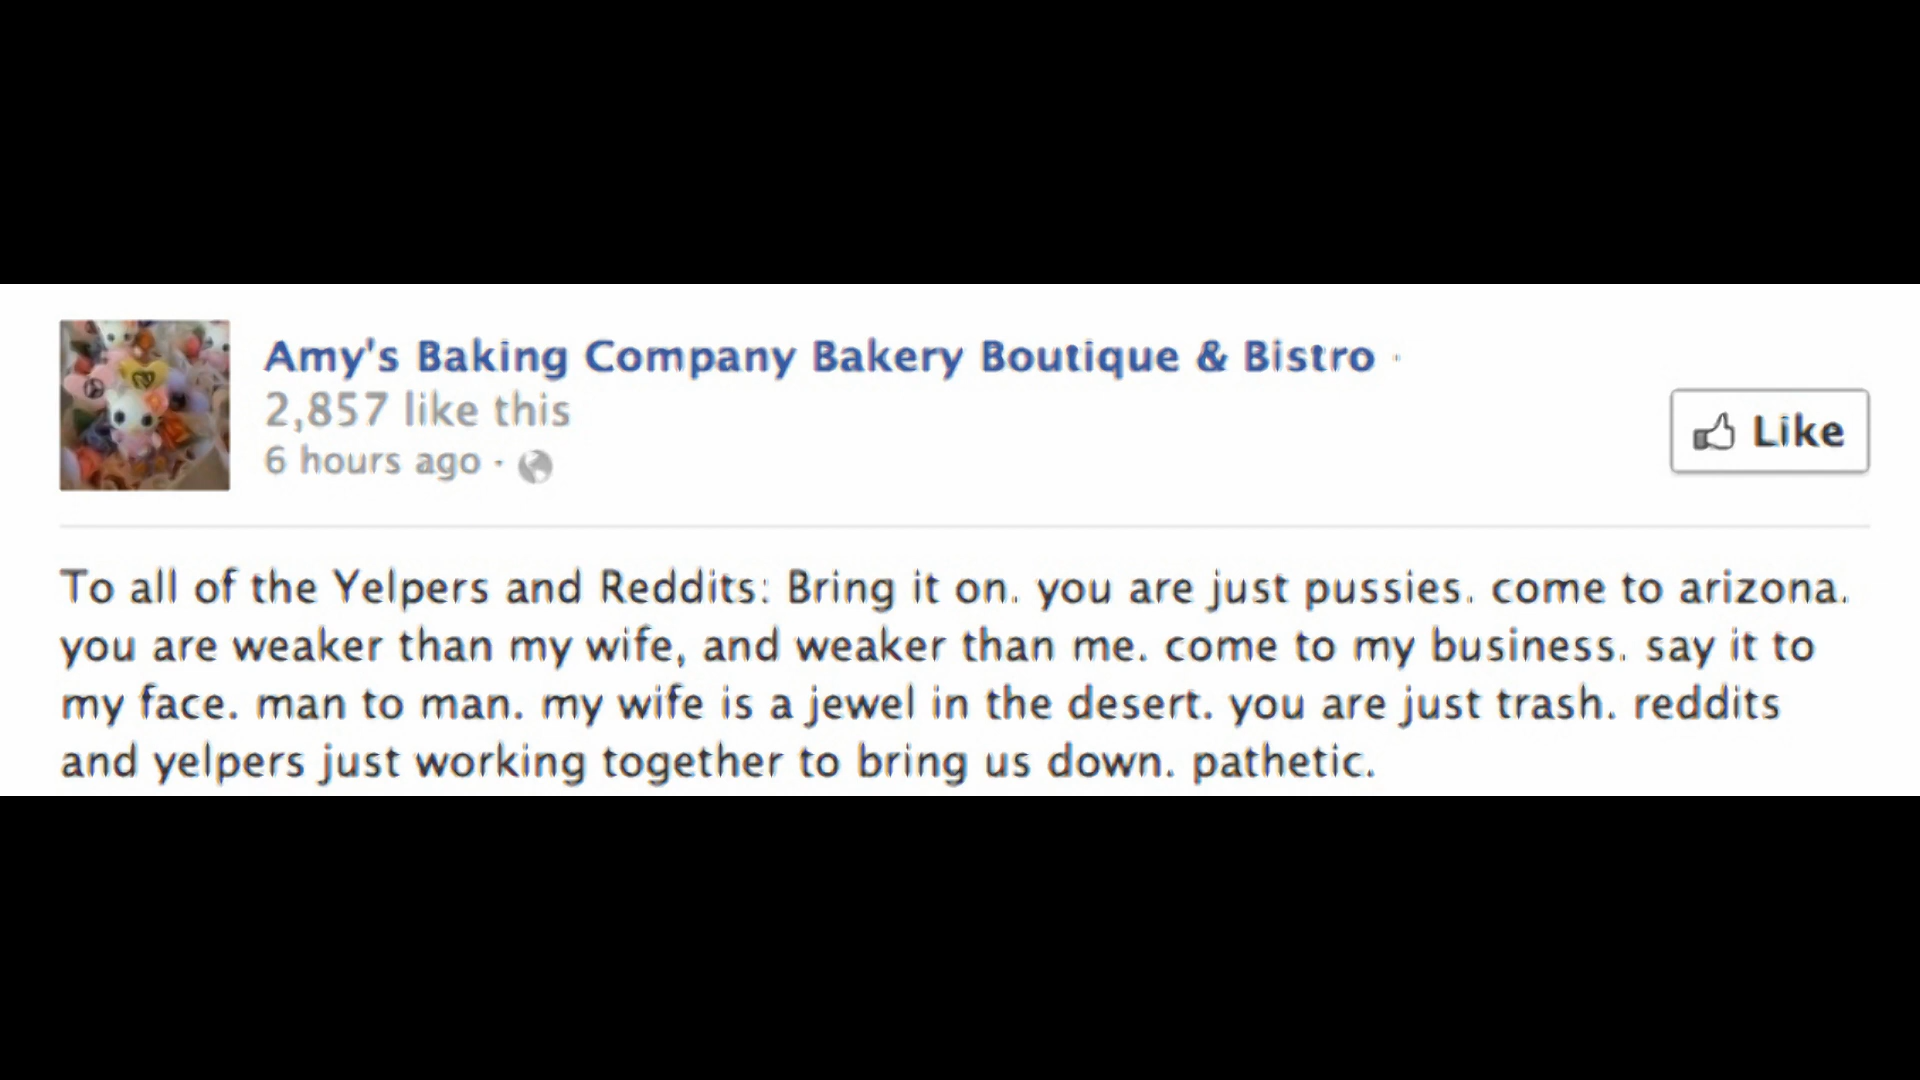 Amy's Baking Company Bakery Boutique & Bistro ·
2,857 like this
6 hours ago ·
Like
To all of the Yelpers and Reddits: Bring it on. you are just pussies. come to arizona.
you are weaker than my wife, and weaker than me. come to my business. say it to
my face. man to man. my wife is a jewel in the desert. you are just trash. reddits
and yelpers just working together to bring us down. pathetic.